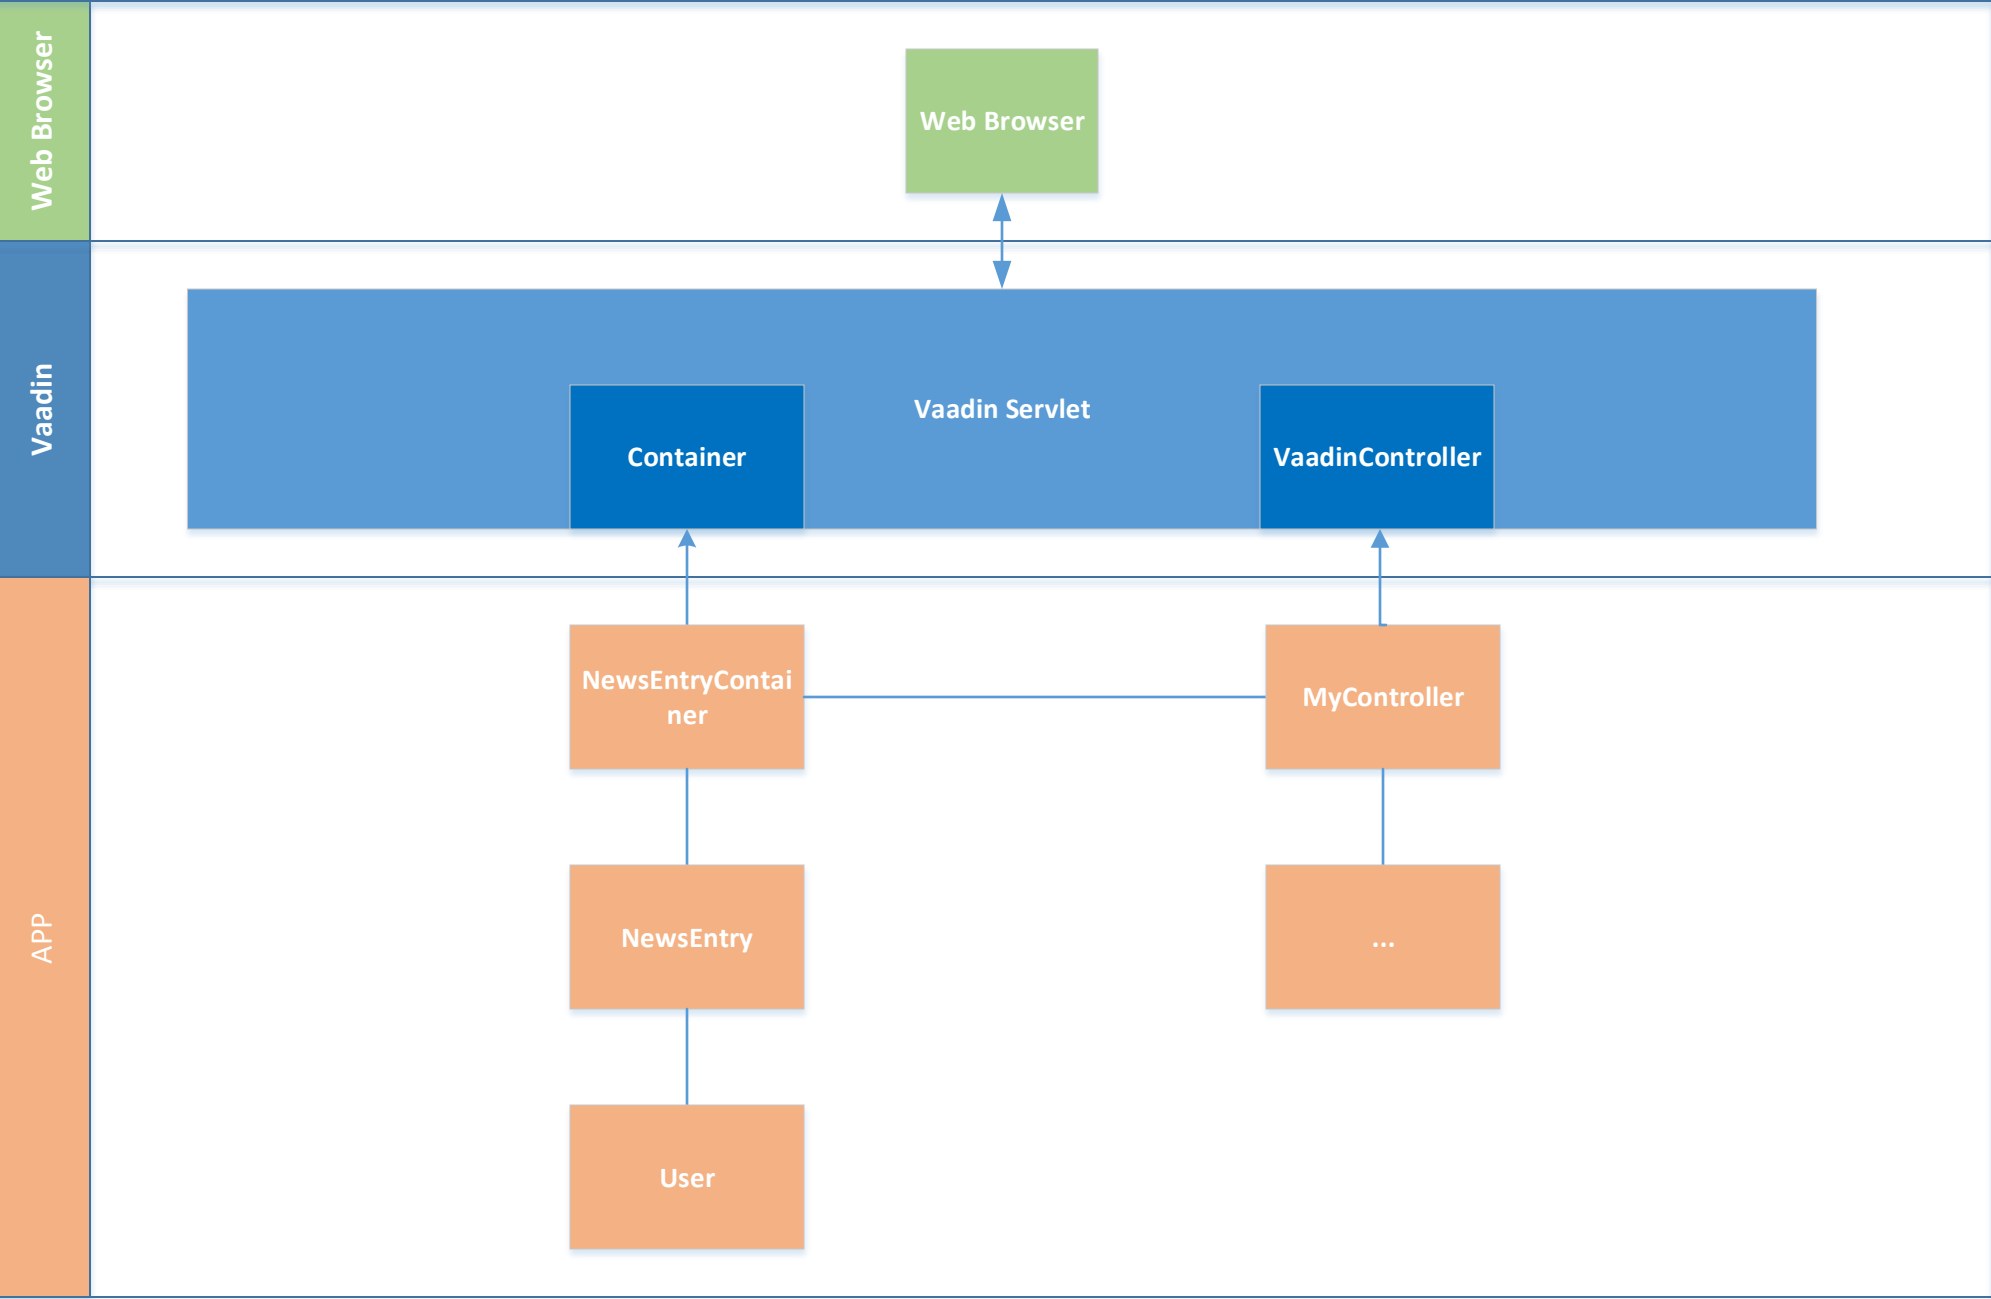 Web Browser
Web Browser
Vaadin
Vaadin Servlet
Container
VaadinController
APP
NewsEntryContai
ner
MyController
NewsEntry
...
User